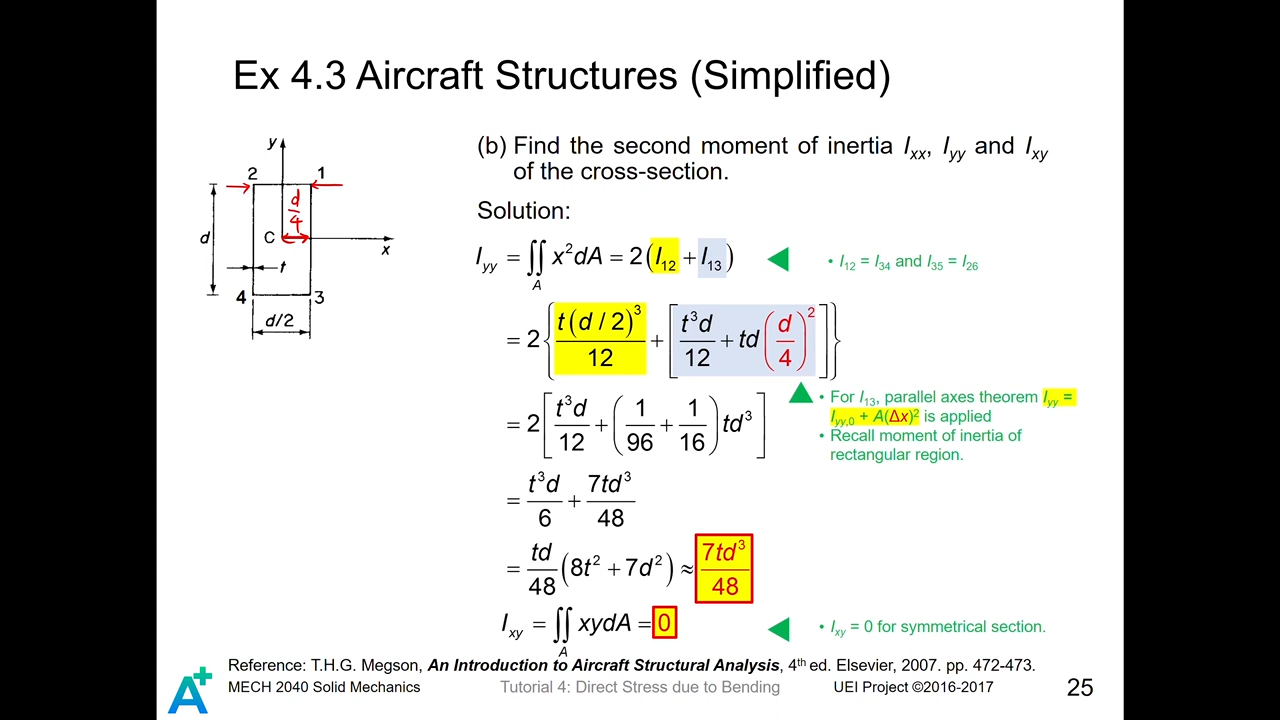 Ex 4.3 Aircraft Structures (Simplified)
(b) Find the second moment of inertia Ixx, Iyy and Ixy
of the cross-section.
Solution:
y
2 1
d/4
d C x
t
4 3
d/2
Iyy = ∬A x²dA = 2(I12 + I13)
• I12 = I34 and I35 = I26
= 2{t(d/2)³/12 + [t³d/12 + td(d/4)²]}
• For I13, parallel axes theorem Iyy =
Iyy,0 + A(Δx)² is applied
• Recall moment of inertia of
rectangular region.
= 2[t³d/12 + (1/96 + 1/16)td³]
= t³d/6 + 7td³/48
= td/48 (8t² + 7d²) ≈ 7td³/48
Ixy = ∬A xydA = 0
• Ixy = 0 for symmetrical section.
Reference: T.H.G. Megson, An Introduction to Aircraft Structural Analysis, 4th ed. Elsevier, 2007. pp. 472-473.
A+
MECH 2040 Solid Mechanics Tutorial 4: Direct Stress due to Bending UEI Project ©2016-2017 25